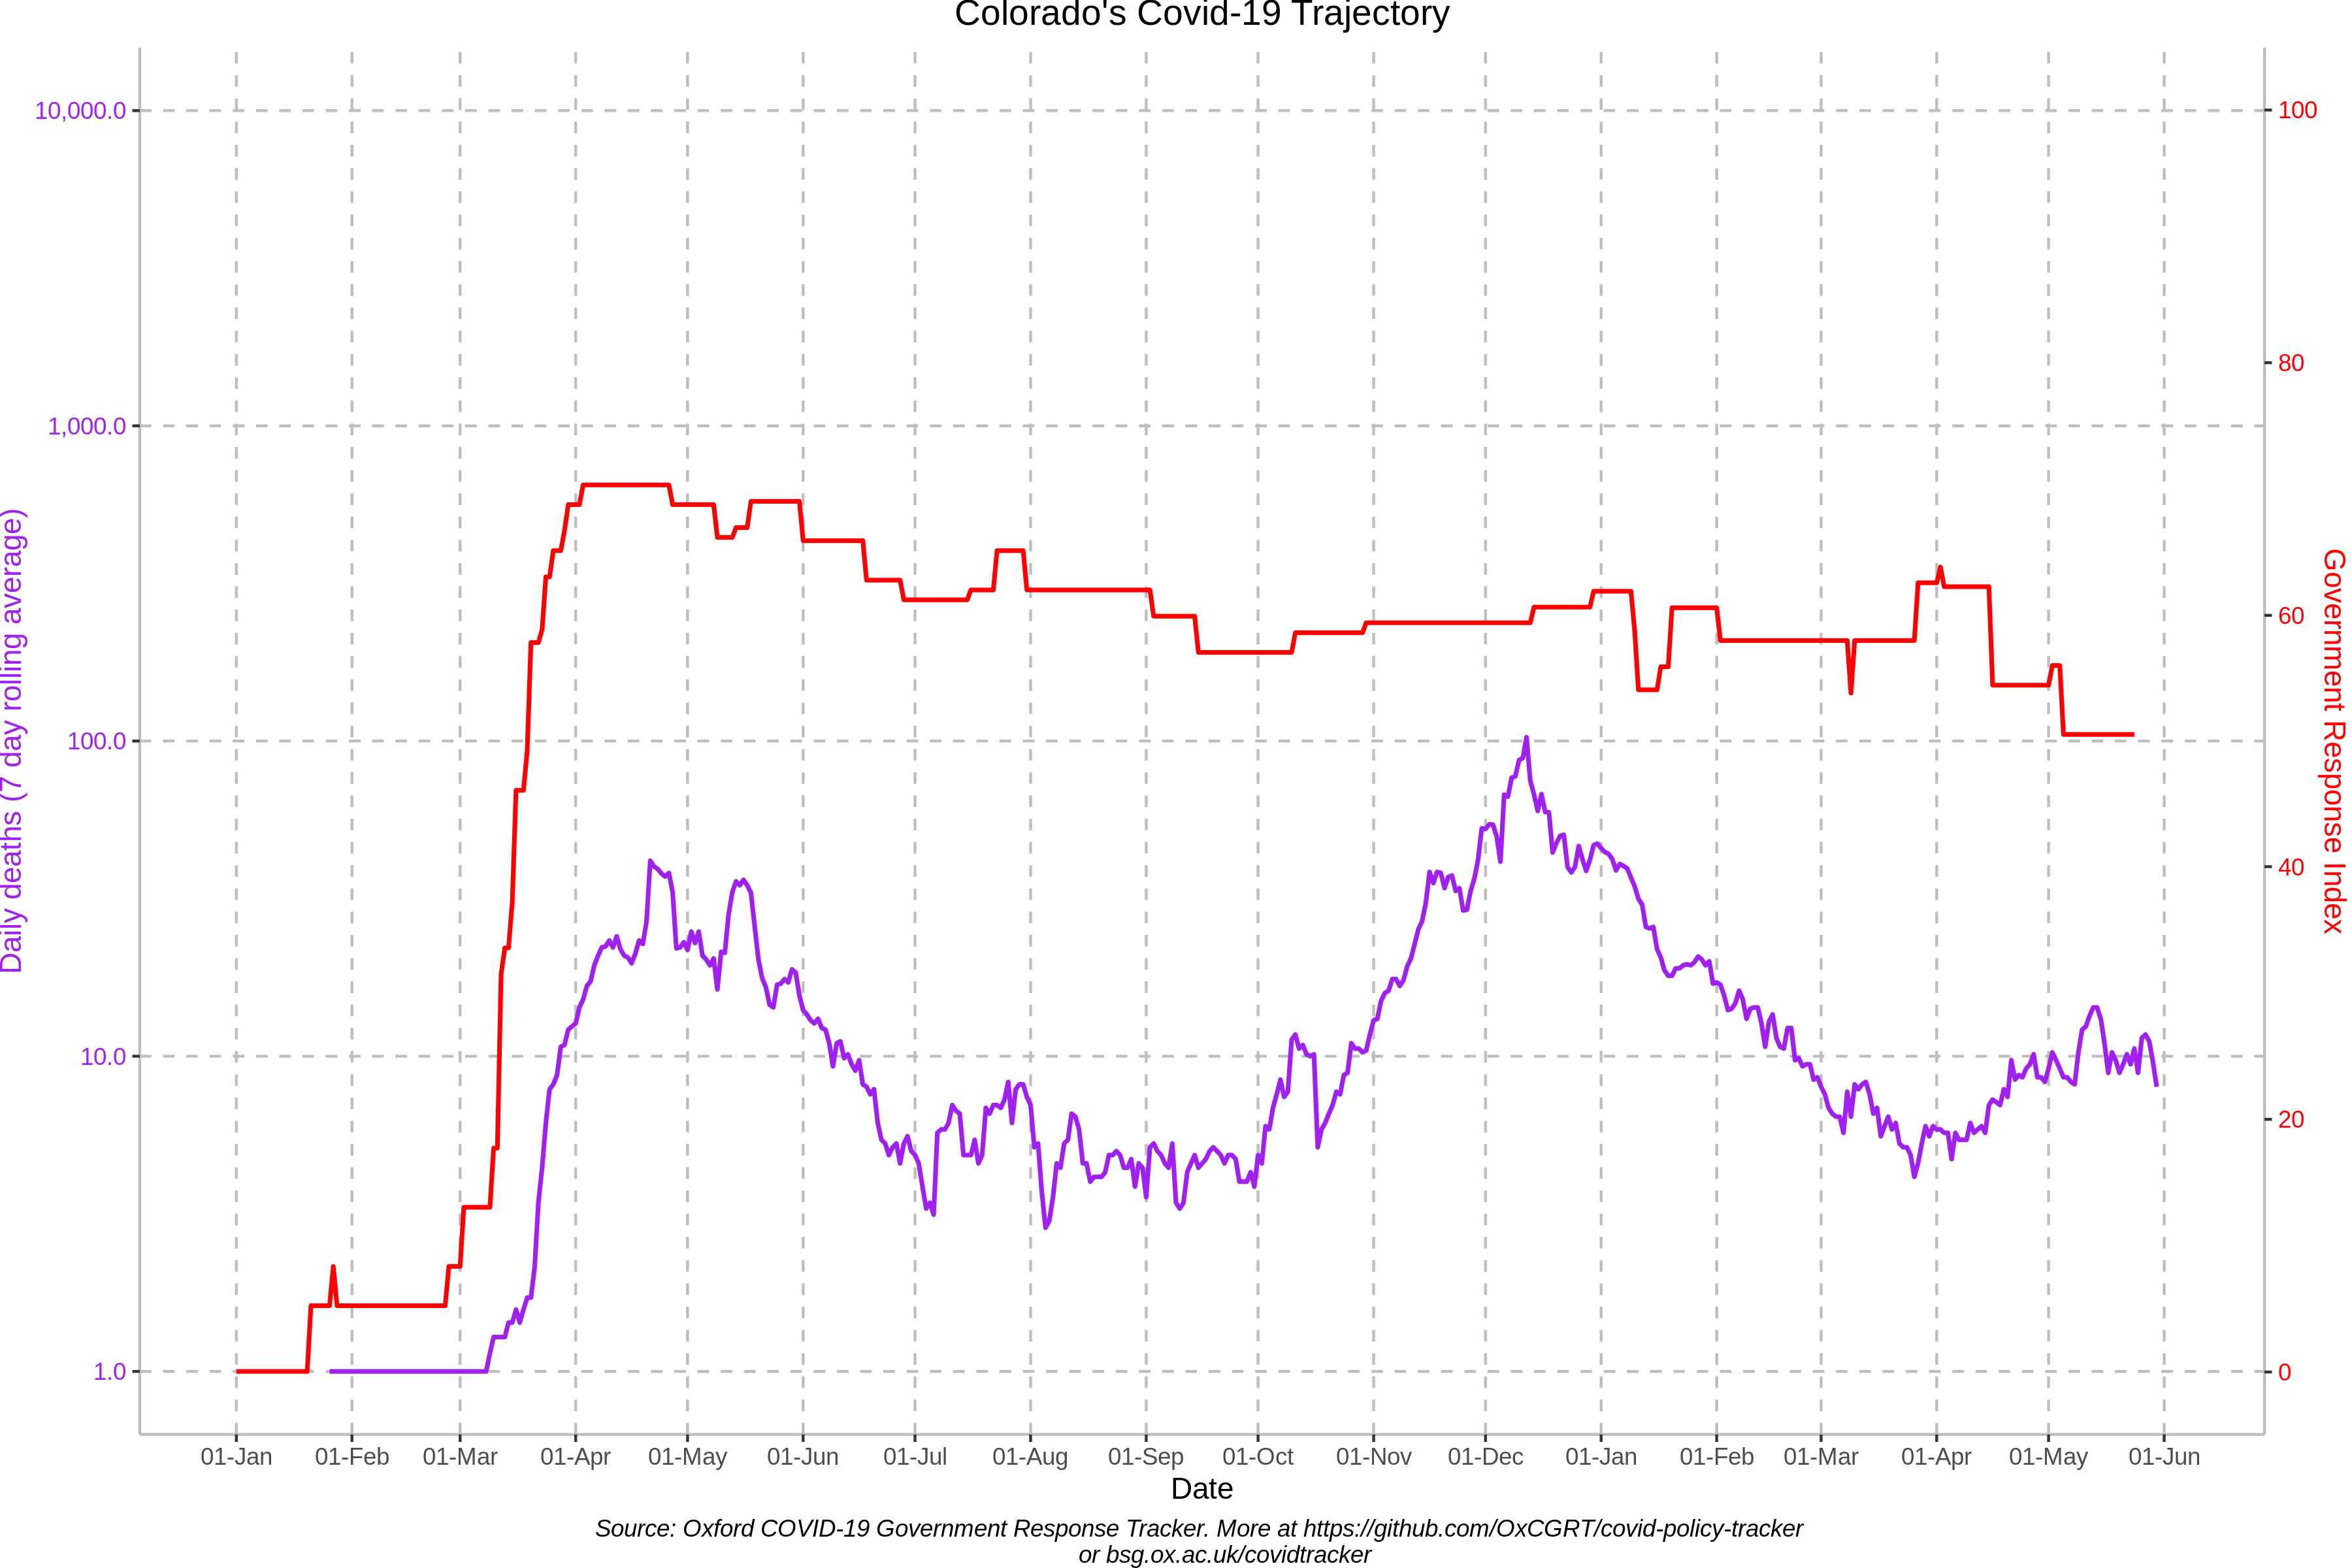 Colorado's Covid-19 Trajectory
10,000.0
1,000.0
100.0
10.0
1.0
Daily deaths (7 day rolling average)
100
80
60
40
20
0
Government Response Index
01-Jan 01-Feb 01-Mar 01-Apr 01-May 01-Jun 01-Jul 01-Aug 01-Sep 01-Oct 01-Nov 01-Dec 01-Jan 01-Feb 01-Mar 01-Apr 01-May 01-Jun
Date
Source: Oxford COVID-19 Government Response Tracker. More at https://github.com/OxCGRT/covid-policy-tracker
or bsg.ox.ac.uk/covidtracker